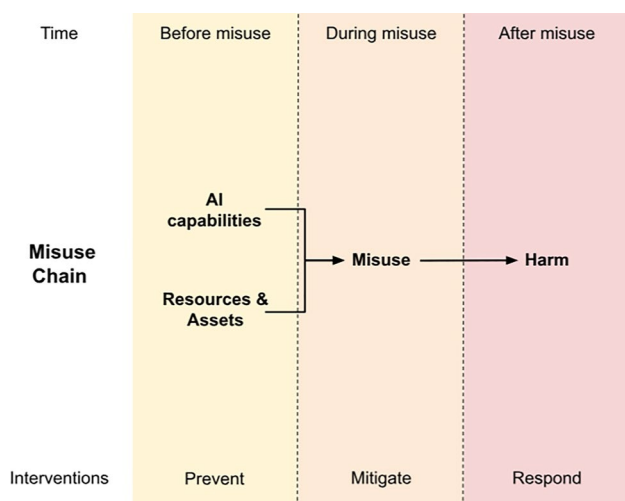 Time
Before misuse
During misuse
After misuse
AI
capabilities
Misuse
Chain
Misuse
Harm
Resources &
Assets
Interventions
Prevent
Mitigate
Respond